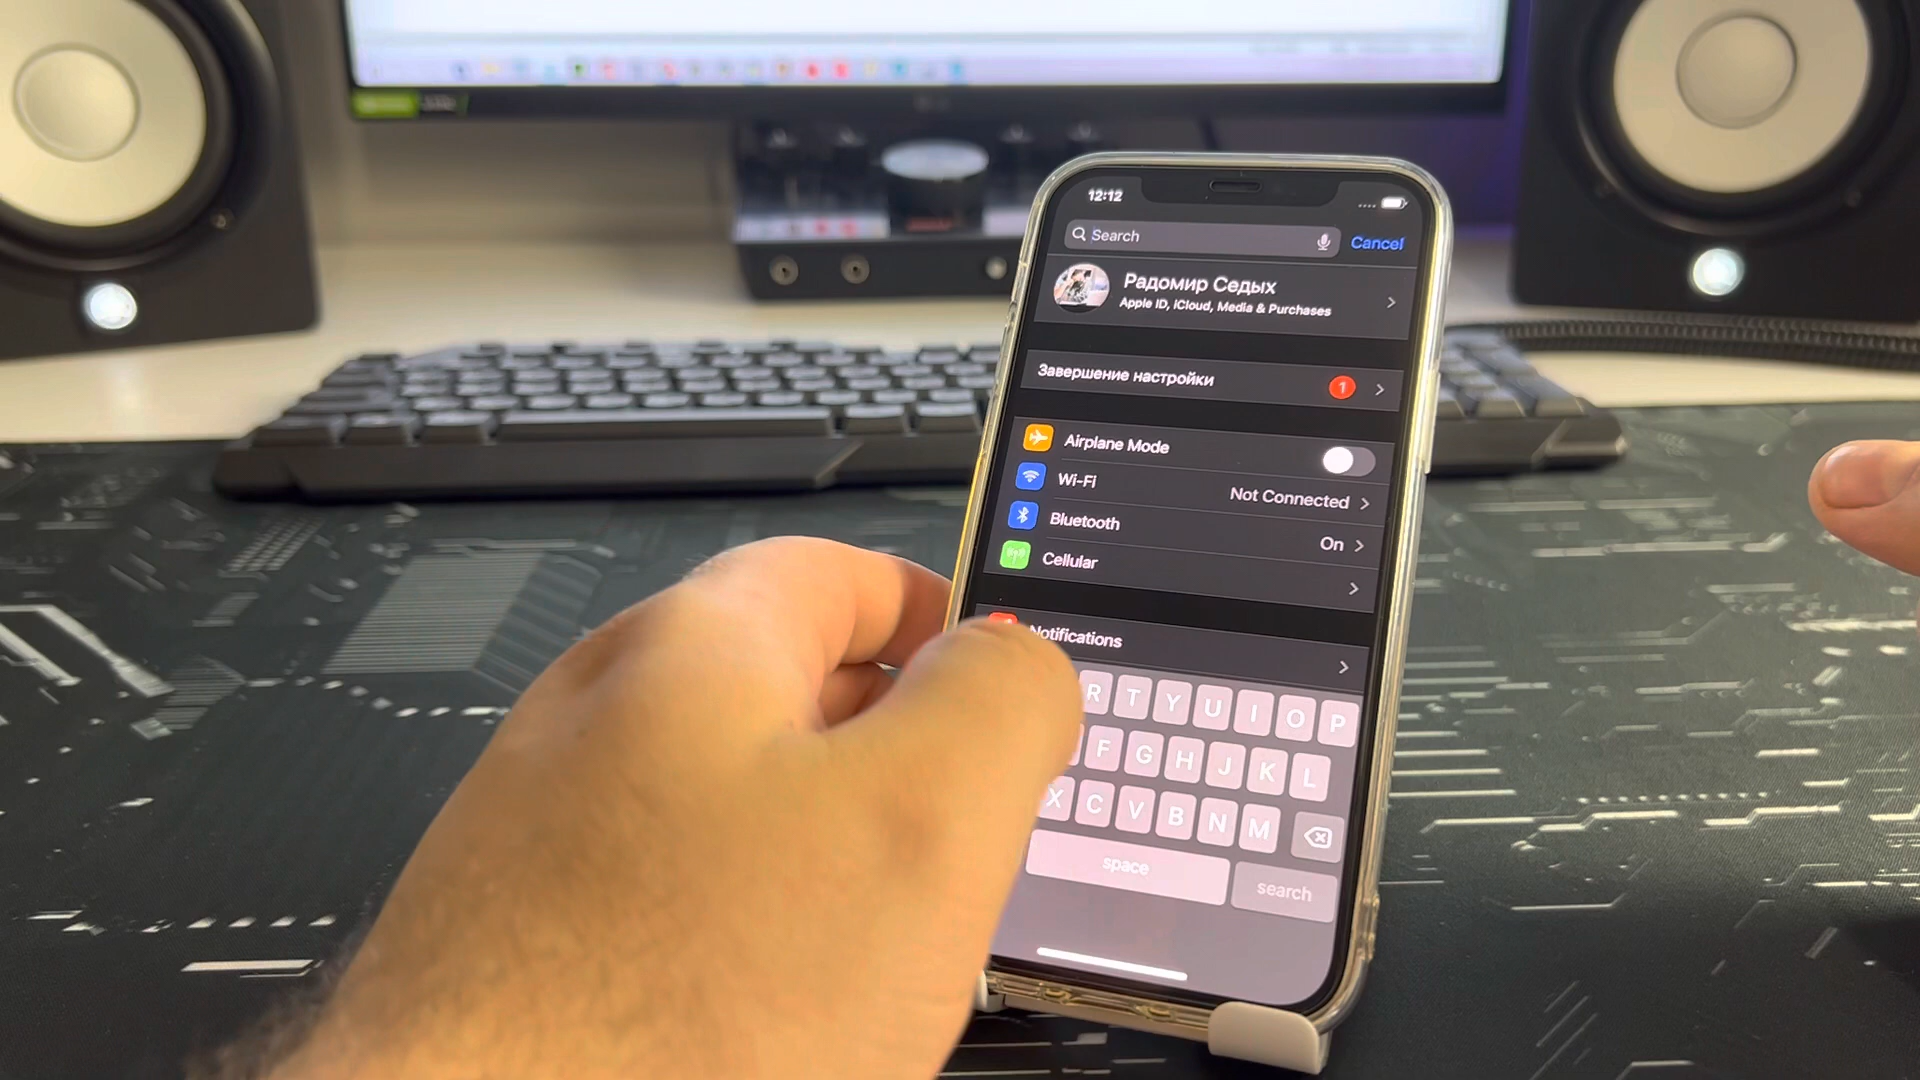 12:12
Search
Cancel
Радомир Седых
Apple ID, iCloud, Media & Purchases
Завершение настройки
1
Airplane Mode
Wi-Fi
Not Connected
Bluetooth
On
Cellular
Notifications
R T Y U I O P
F G H J K L
X C V B N M
space
search